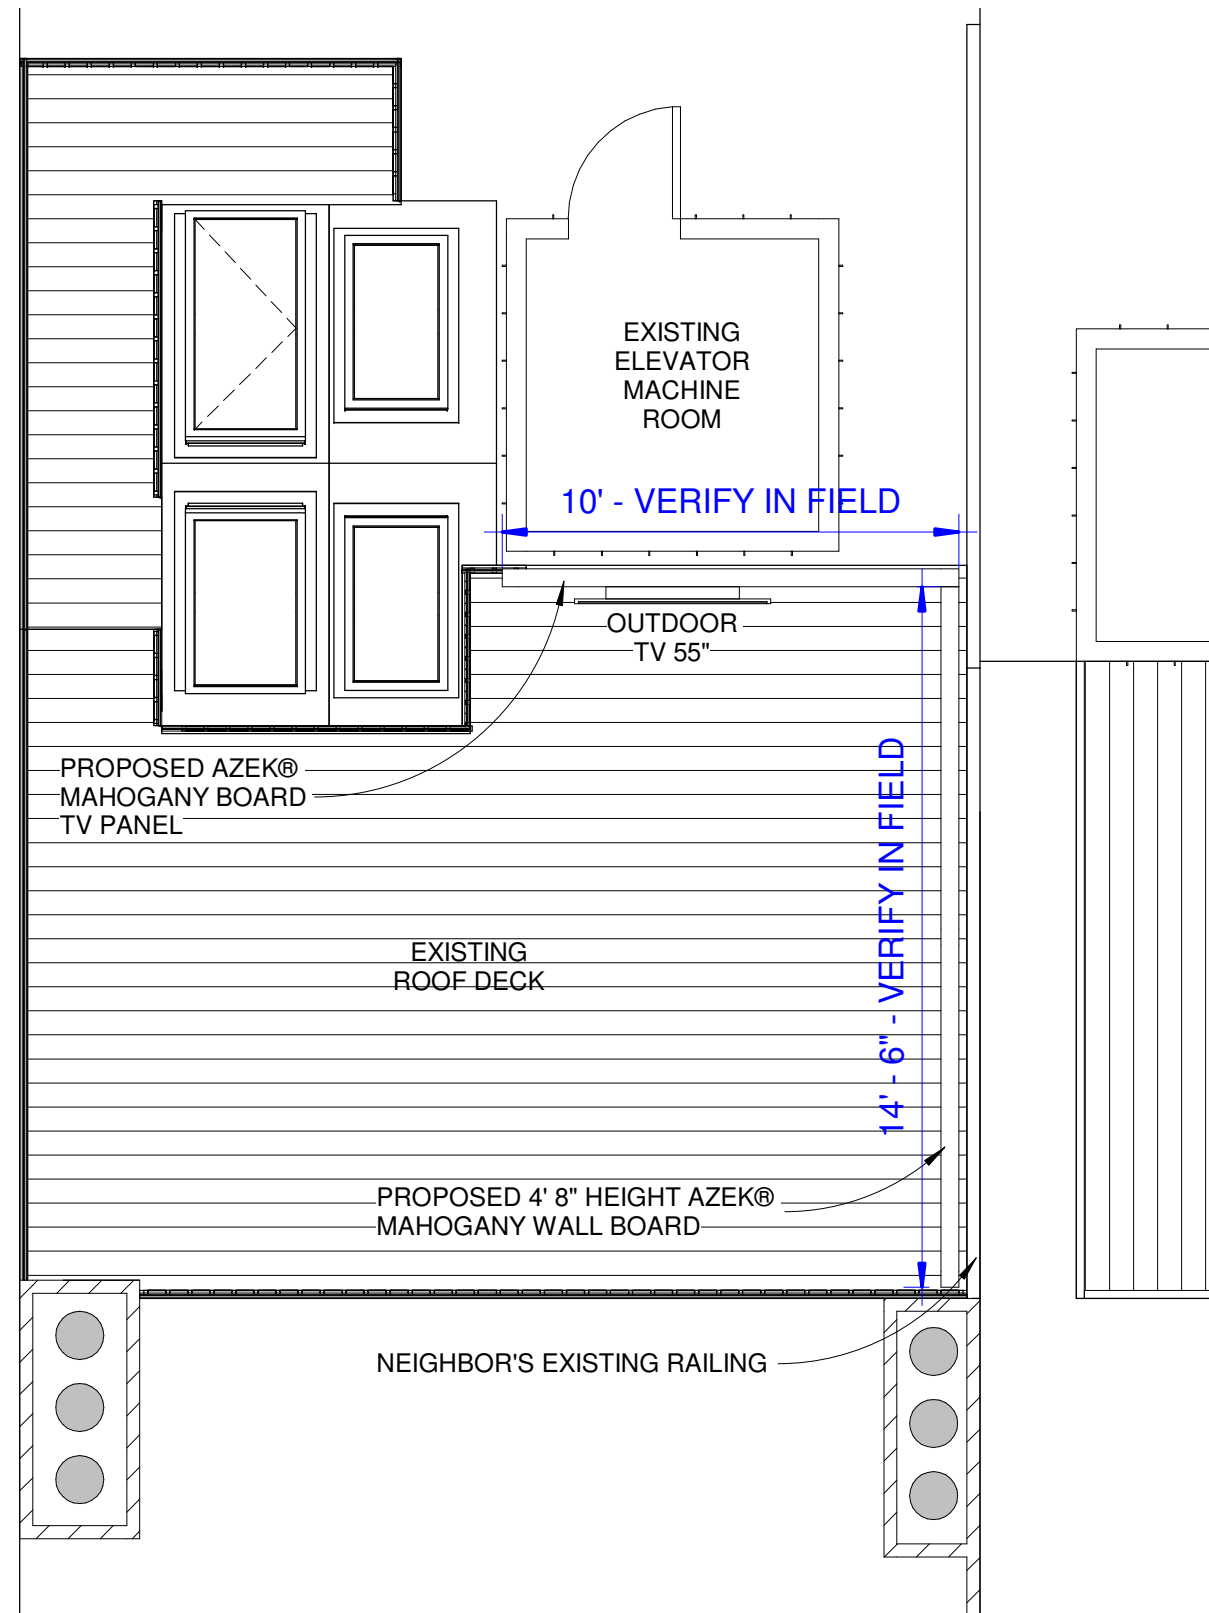 EXISTING
ELEVATOR
MACHINE
ROOM
10' - VERIFY IN FIELD
OUTDOOR
TV 55"
PROPOSED AZEK®
MAHOGANY BOARD
TV PANEL
14' - 6" - VERIFY IN FIELD
EXISTING
ROOF DECK
PROPOSED 4' 8" HEIGHT AZEK®
MAHOGANY WALL BOARD
NEIGHBOR'S EXISTING RAILING